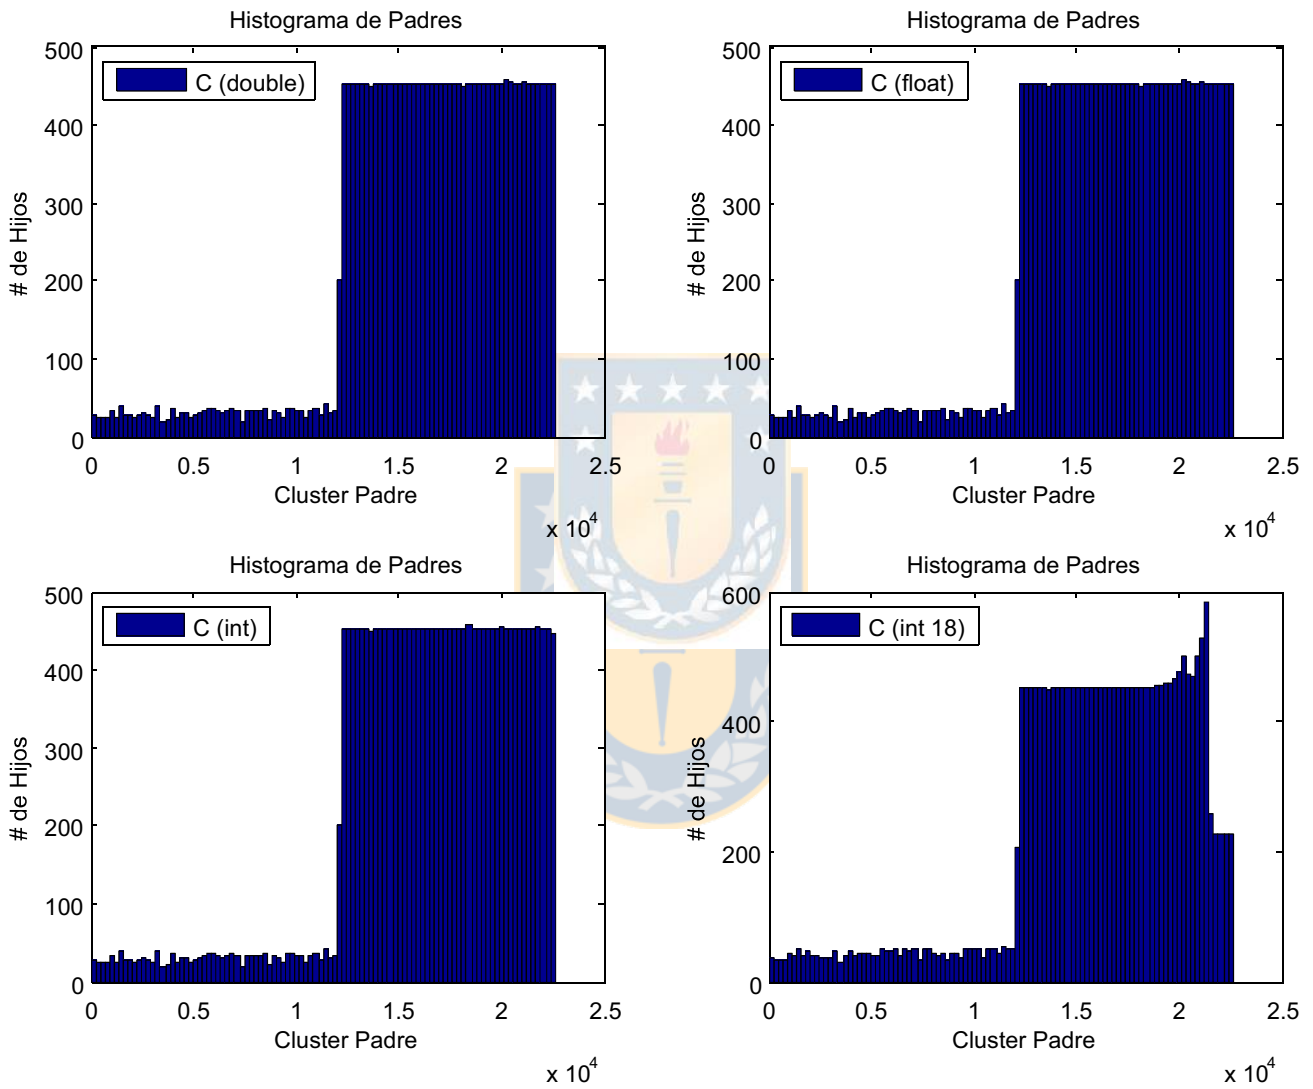 Histograma de Padres
C (double)
# de Hijos
500
400
300
200
100
0
0 0.5 1 1.5 2 2.5
Cluster Padre
x 10^4
Histograma de Padres
C (float)
# de Hijos
500
400
300
200
100
0
0 0.5 1 1.5 2 2.5
Cluster Padre
x 10^4
Histograma de Padres
C (int)
# de Hijos
500
400
300
200
100
0
0 0.5 1 1.5 2 2.5
Cluster Padre
x 10^4
Histograma de Padres
C (int 18)
# de Hijos
600
400
200
0
0 0.5 1 1.5 2 2.5
Cluster Padre
x 10^4